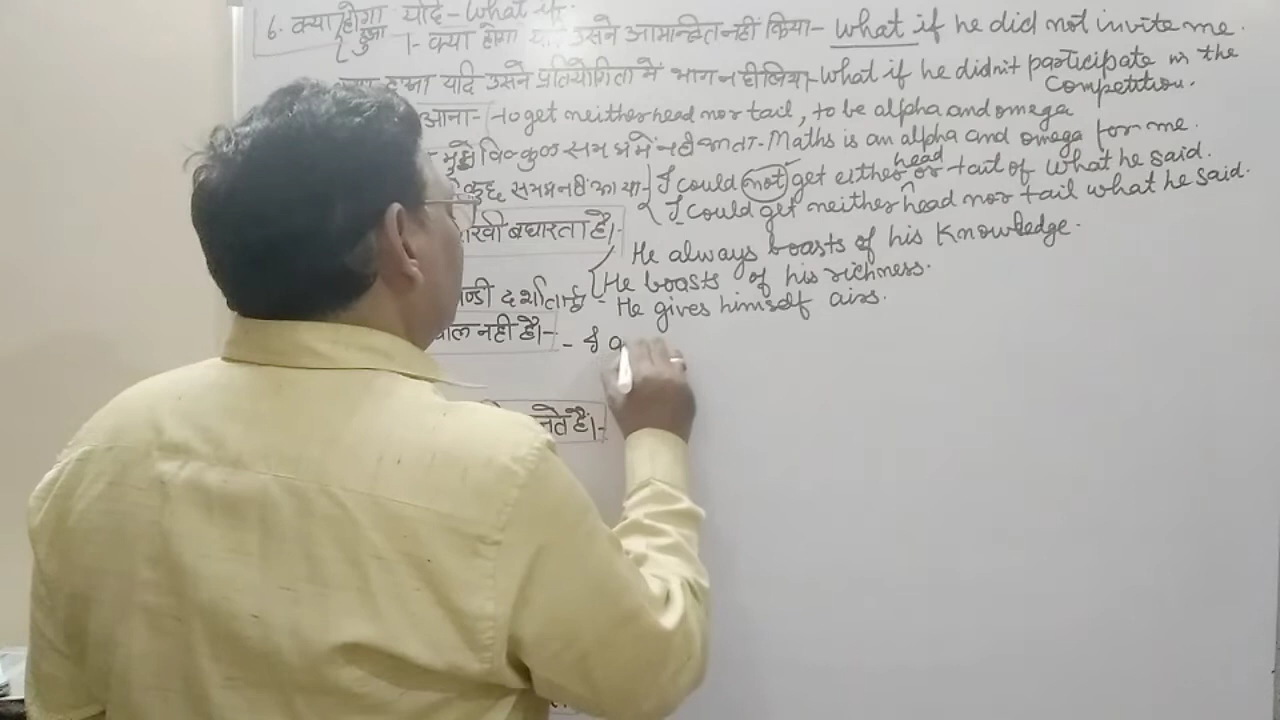 6. क्या होगा यदि - What if.
{ हुआ 1- क्या होगा यदि उसने आमन्त्रित नहीं किया - What if he did not invite me.
हुआ यदि उसने प्रतियोगिता में भाग नहीं लिया - What if he didn't participate in the competition.
आना - to get neither head nor tail, to be alpha and omega
मुझे बिल्कुल समझ में नहीं आता - Maths is an alpha and omega for me.
कुछ समझ नहीं आया - { I could not get either head or tail of what he said.
I could get neither head nor tail what he said.
बघारता है। -
He always boasts of his knowledge.
He boasts of his richness.
दर्शाता है - He gives himself airs.
नहीं है। - - I a
हैं। -